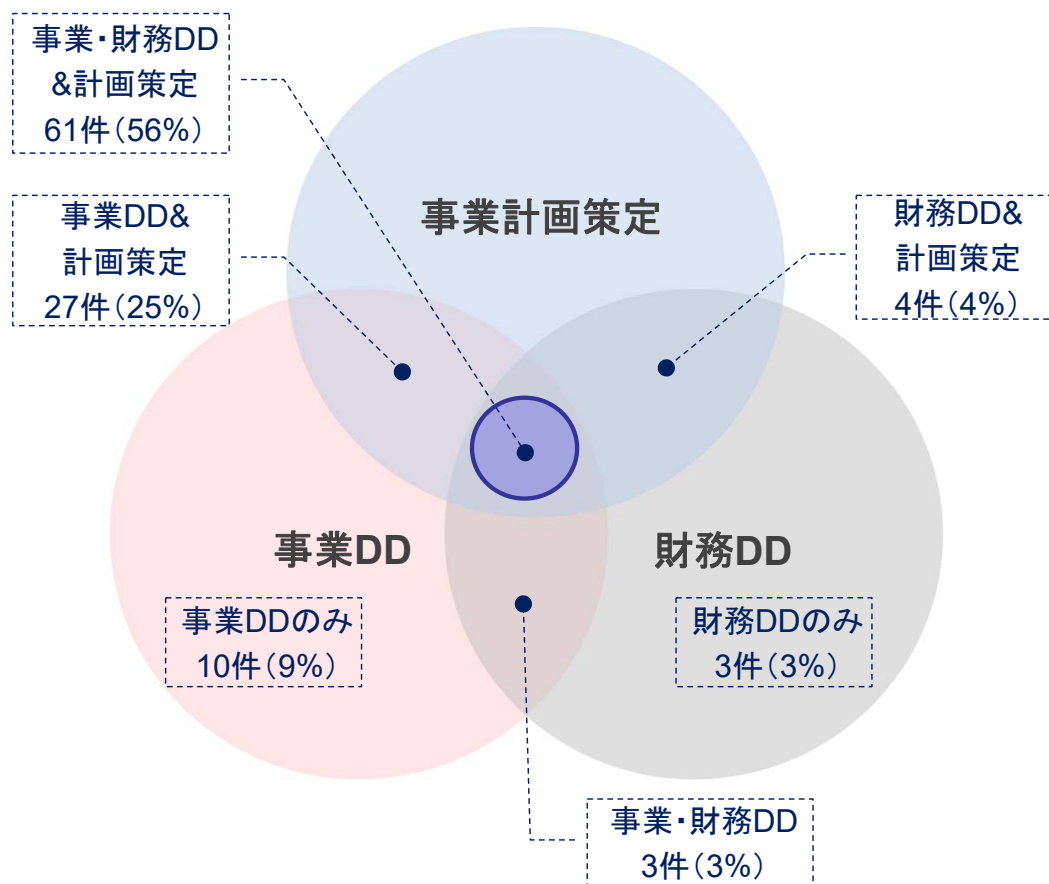 事業・財務DD
&計画策定
61件(56%)
事業DD&
計画策定
27件(25%)
事業計画策定
財務DD&
計画策定
4件(4%)
事業DD
財務DD
事業DDのみ
10件(9%)
財務DDのみ
3件(3%)
事業・財務DD
3件(3%)